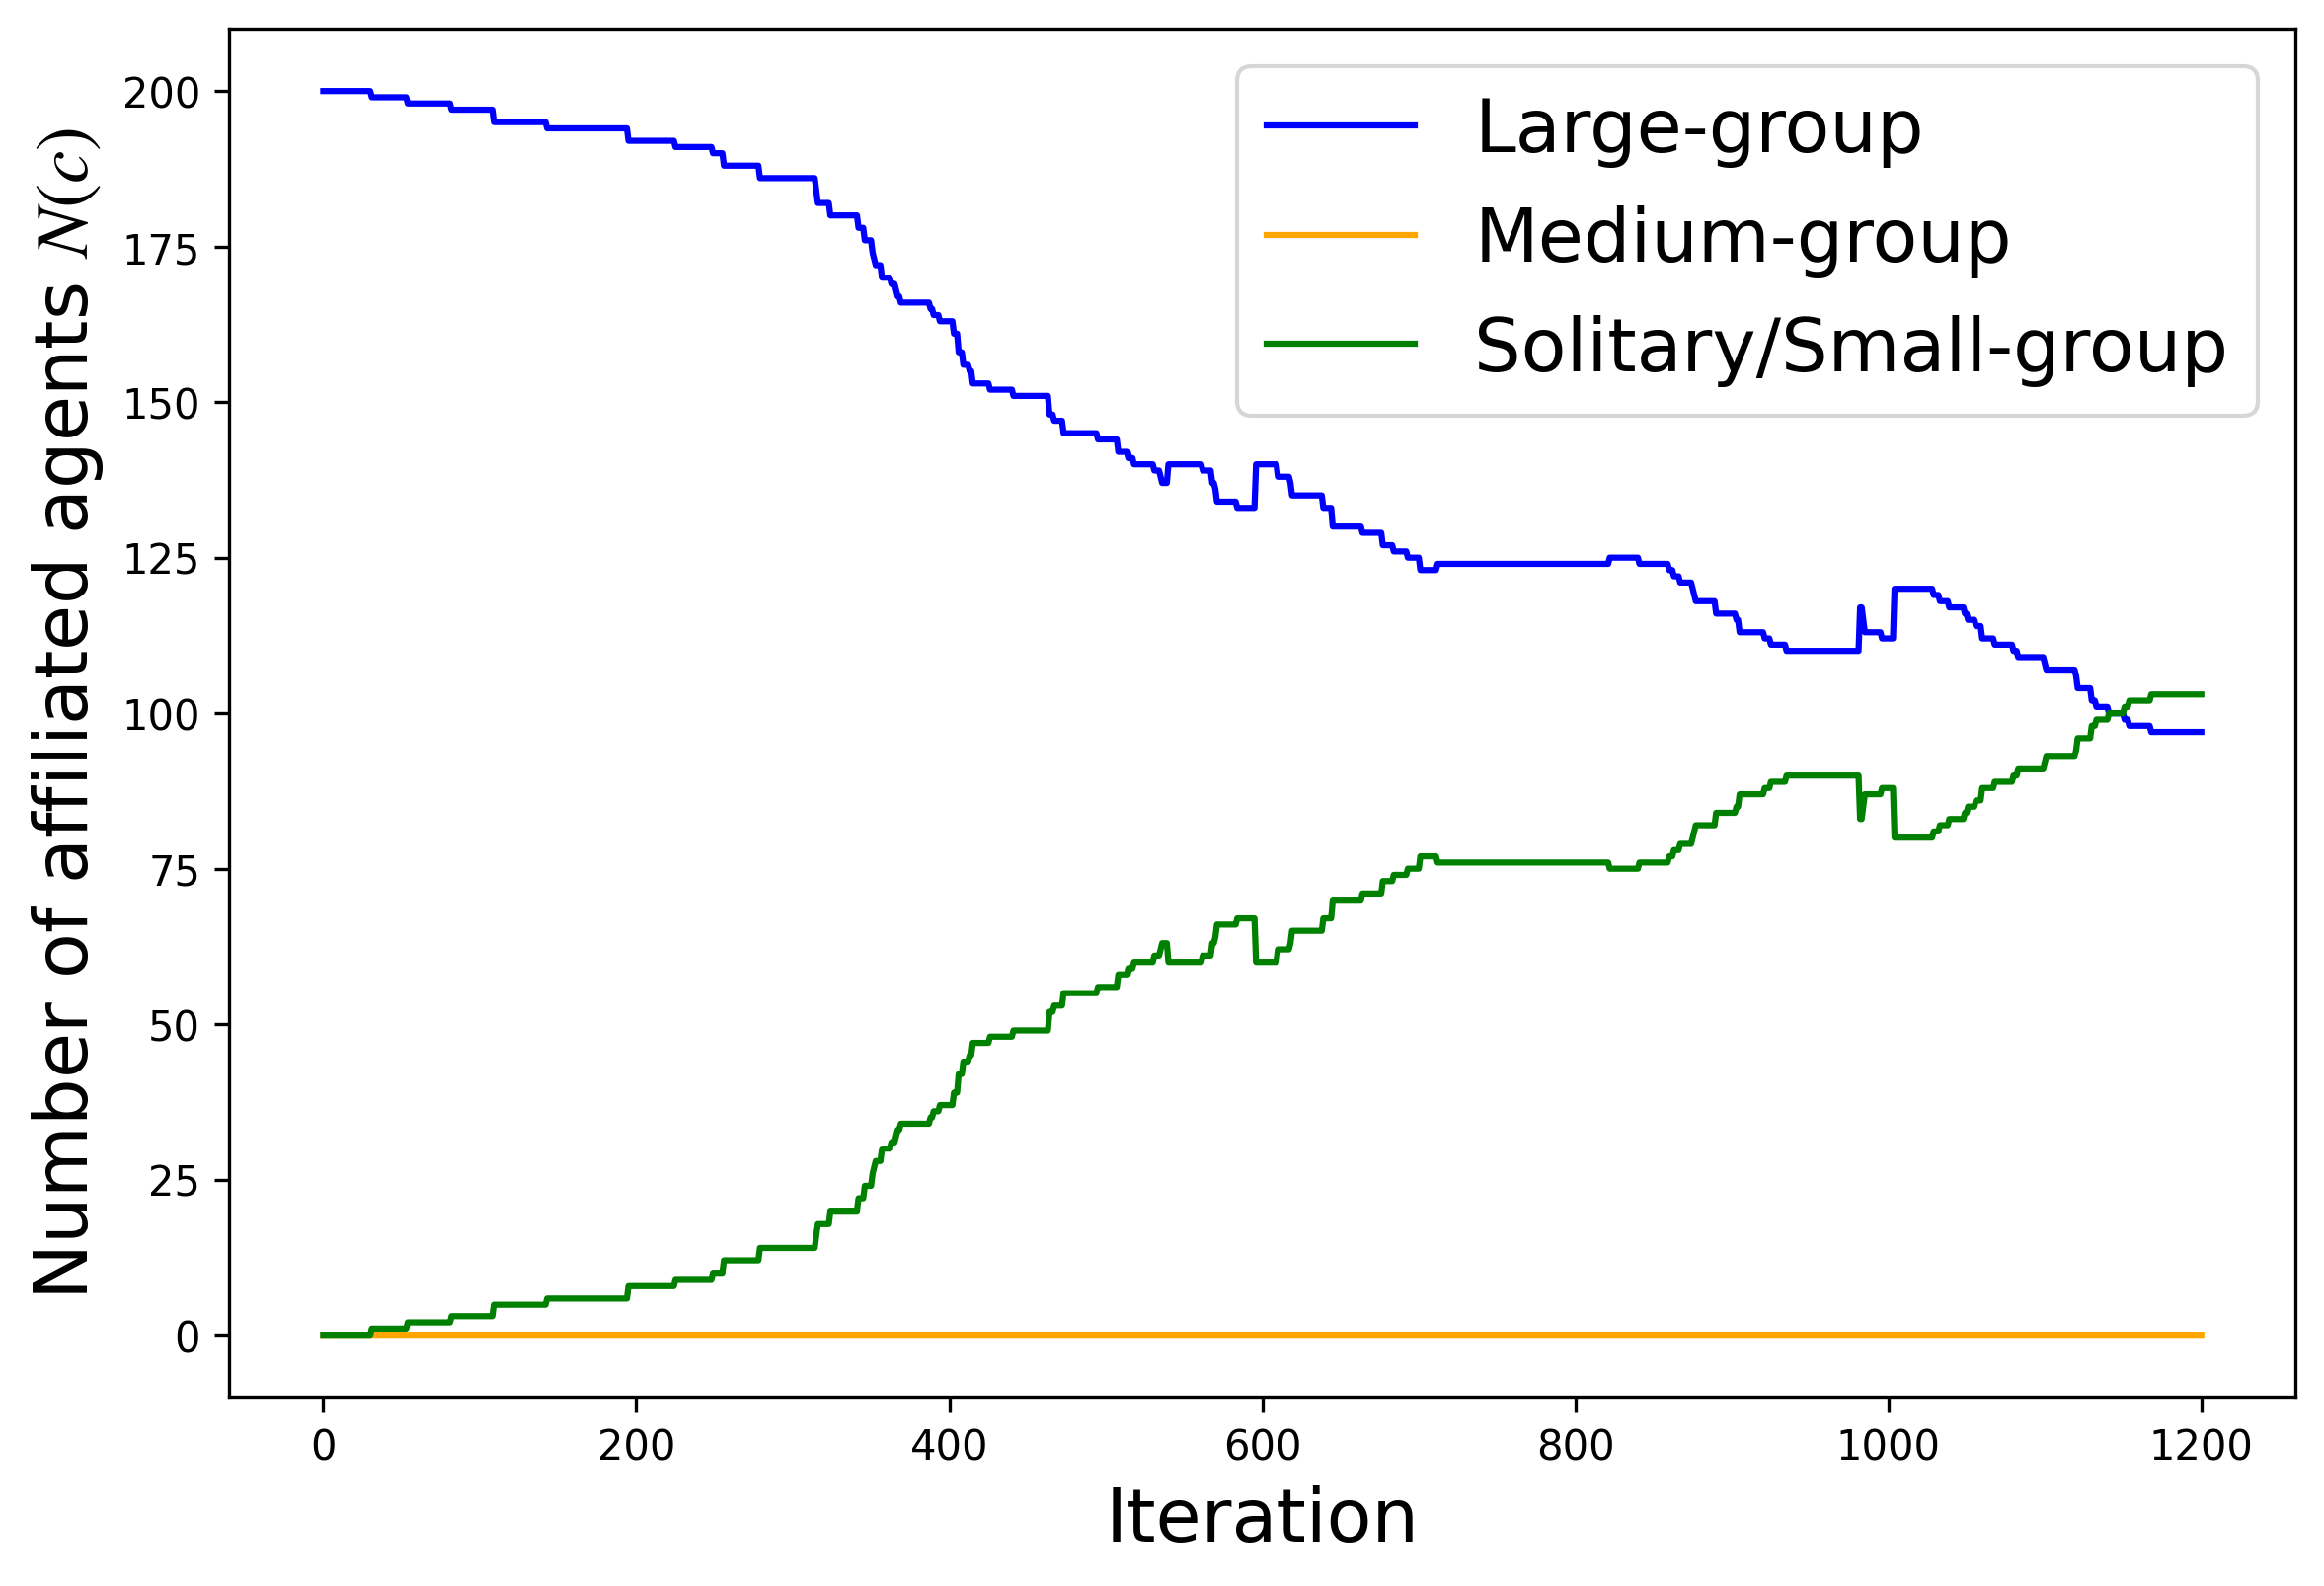 Number of affiliated agents N(c)
200
175
150
125
100
75
50
25
0
Large-group
Medium-group
Solitary/Small-group
0 200 400 600 800 1000 1200
Iteration